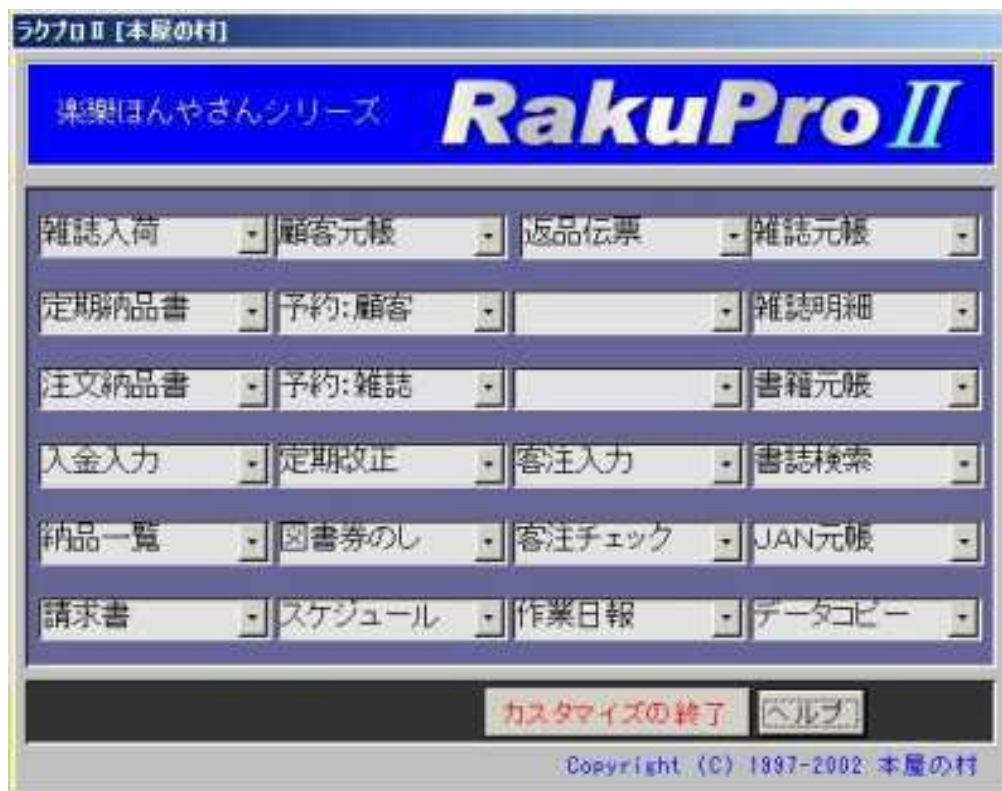 ラクプロⅡ [本屋の村]
楽樂ほんやさんシリーズ RakuPro II
雑誌入荷 顧客元帳 返品伝票 雑誌元帳
定期納品書 予約:顧客 雑誌明細
注文納品書 予約:雑誌 書籍元帳
入金入力 定期改正 客注入力 書誌検索
納品一覧 図書券のし 客注チェック JAN元帳
請求書 スケジュール 作業日報 データコピー
カスタマイズの終了 ヘルプ
Copyright (C) 1997-2002 本屋の村